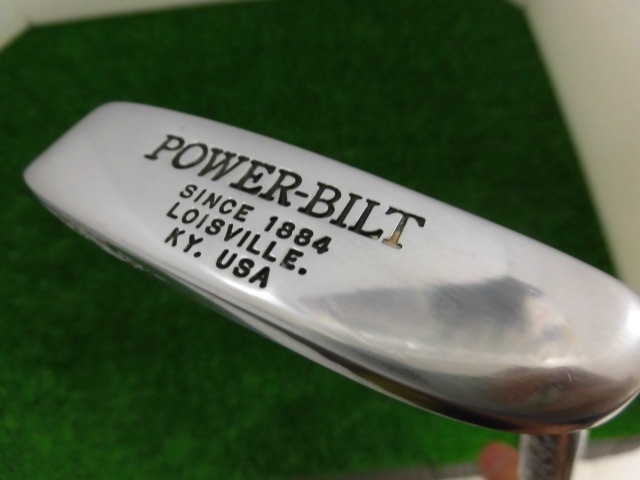 POWER-BILT
SINCE 1884
LOISVILLE.
KY. USA